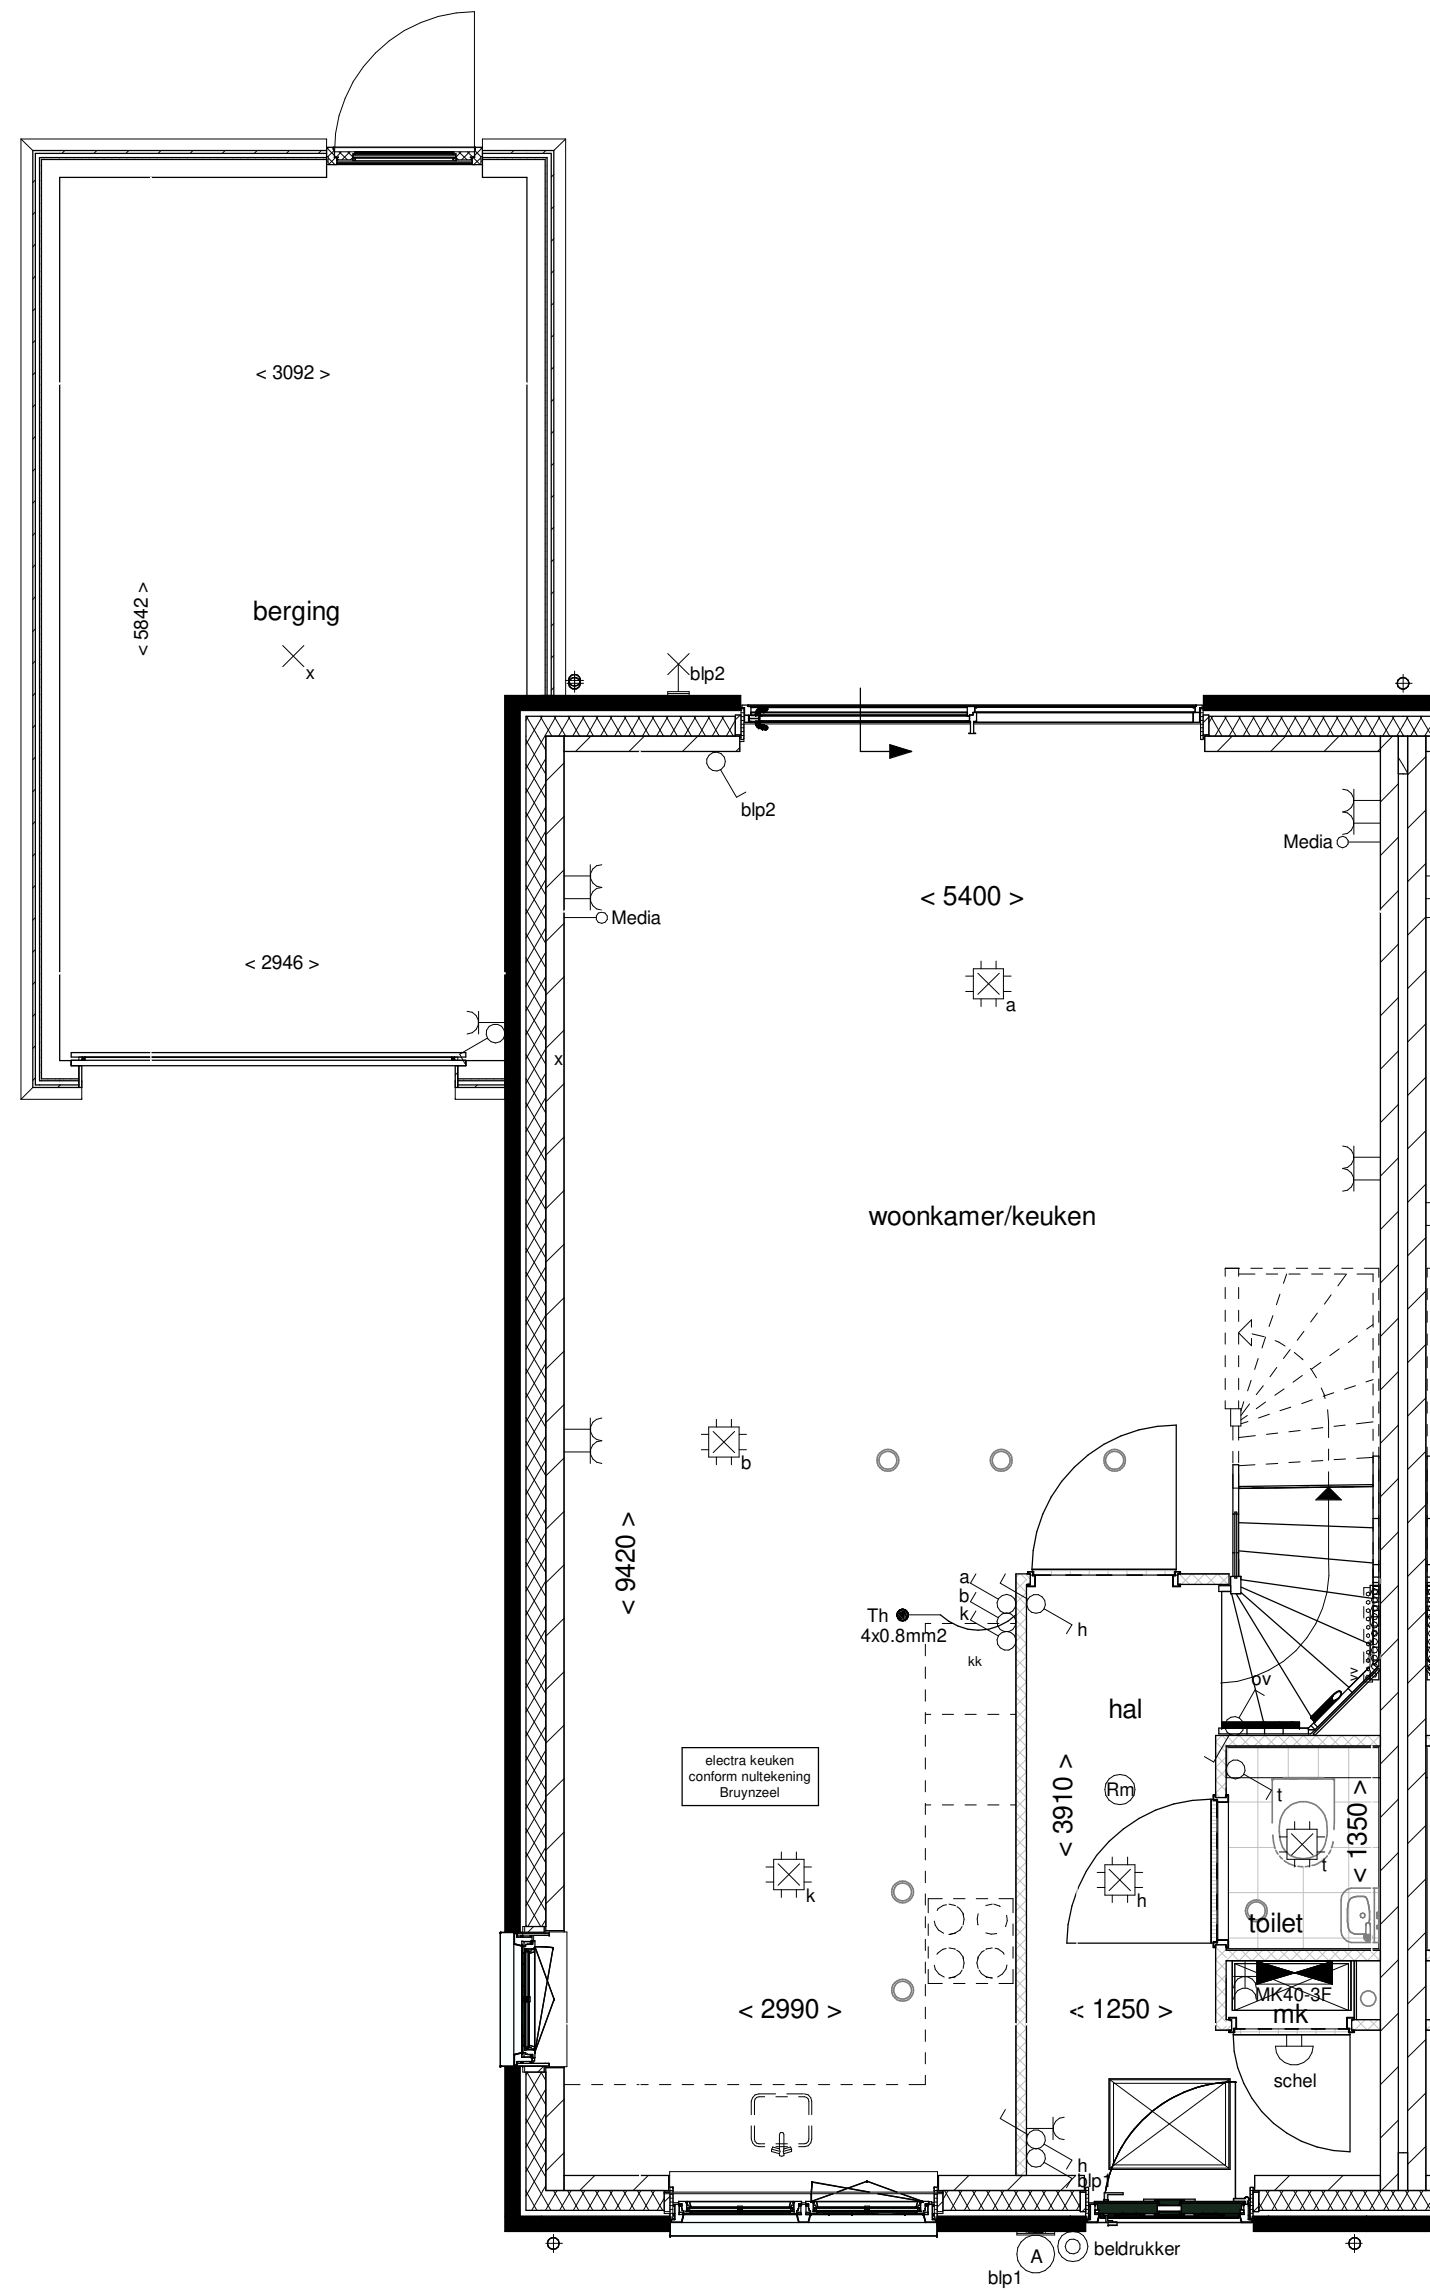 < 3092 >
< 5842 >
berging
x
blp2
blp2
Media
Media
< 5400 >
< 2946 >
a
x
woonkamer/keuken
b
< 9420 >
a
b
k
Th
4x0.8mm2
h
kk
ov
vv
hal
electra keuken
conform nultekening
Bruynzeel
< 3910 >
Rm
t
< 1350 >
t
k
h
toilet
MK40-3F
mk
< 2990 >
< 1250 >
schel
h
blp1
beldrukker
A
blp1